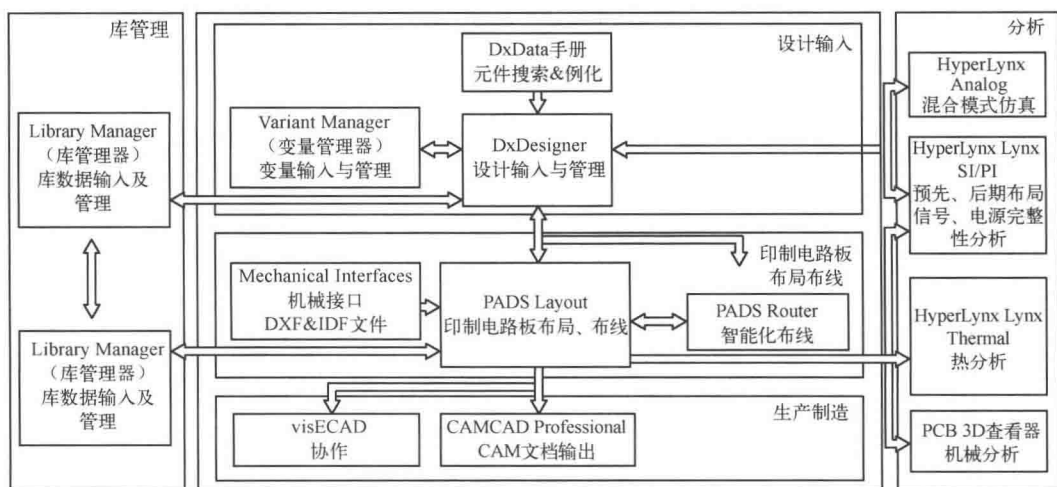 库管理
Library Manager
（库管理器）
库数据输入及
管理
Library Manager
（库管理器）
库数据输入及
管理
设计输入
DxData手册
元件搜索&例化
Variant Manager
（变量管理器）
变量输入与管理
DxDesigner
设计输入与管理
印制电路板
布局布线
Mechanical Interfaces
机械接口
DXF&IDF文件
PADS Layout
印制电路板布局、布线
PADS Router
智能化布线
生产制造
visECAD
协作
CAMCAD Professional
CAM文档输出
分析
HyperLynx
Analog
混合模式仿真
HyperLynx Lynx
SI/PI
预先、后期布局
信号、电源完整
性分析
HyperLynx Lynx
Thermal
热分析
PCB 3D查看器
机械分析